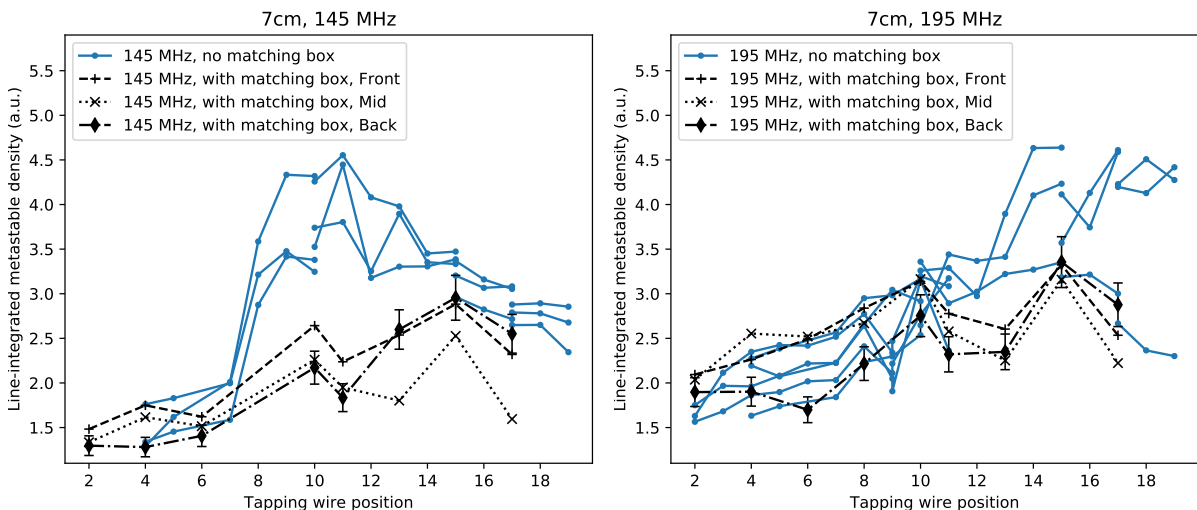 7cm, 145 MHz
Line-integrated metastable density (a.u.)
5.5
5.0
4.5
4.0
3.5
3.0
2.5
2.0
1.5
145 MHz, no matching box
145 MHz, with matching box, Front
145 MHz, with matching box, Mid
145 MHz, with matching box, Back
2 4 6 8 10 12 14 16 18
Tapping wire position
7cm, 195 MHz
Line-integrated metastable density (a.u.)
5.5
5.0
4.5
4.0
3.5
3.0
2.5
2.0
1.5
195 MHz, no matching box
195 MHz, with matching box, Front
195 MHz, with matching box, Mid
195 MHz, with matching box, Back
2 4 6 8 10 12 14 16 18
Tapping wire position